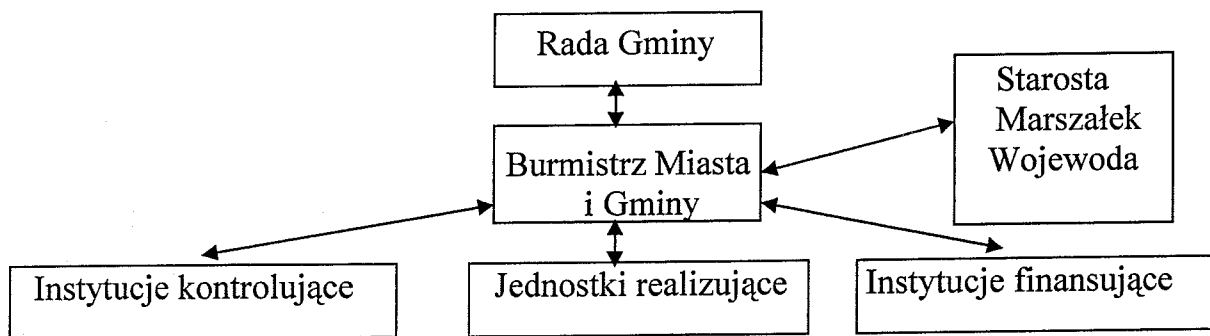 Rada Gminy
Starosta
Marszałek
Wojewoda
Burmistrz Miasta
i Gminy
Instytucje kontrolujące
Jednostki realizujące
Instytucje finansujące